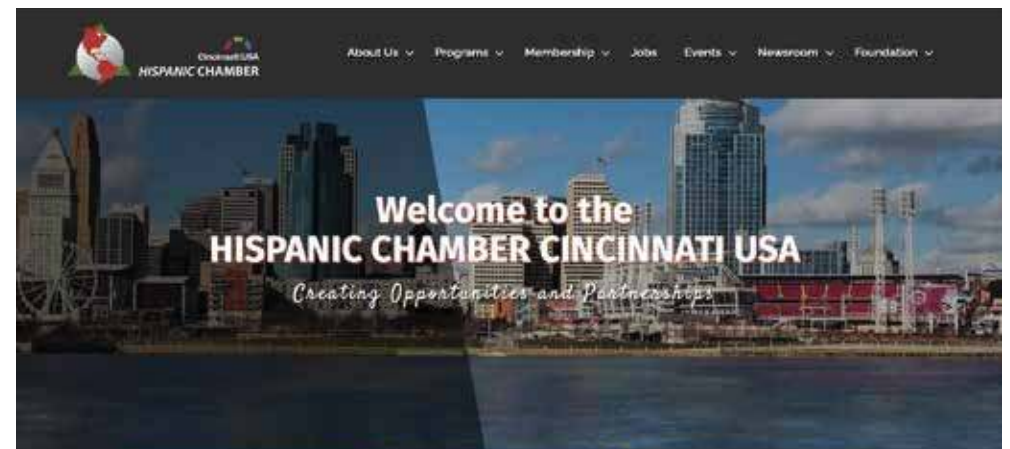 Cincinnati USA
HISPANIC CHAMBER
About Us
Programs
Membership
Jobs
Events
Newsroom
Foundation
Welcome to the
HISPANIC CHAMBER CINCINNATI USA
Creating Opportunities and Partnerships